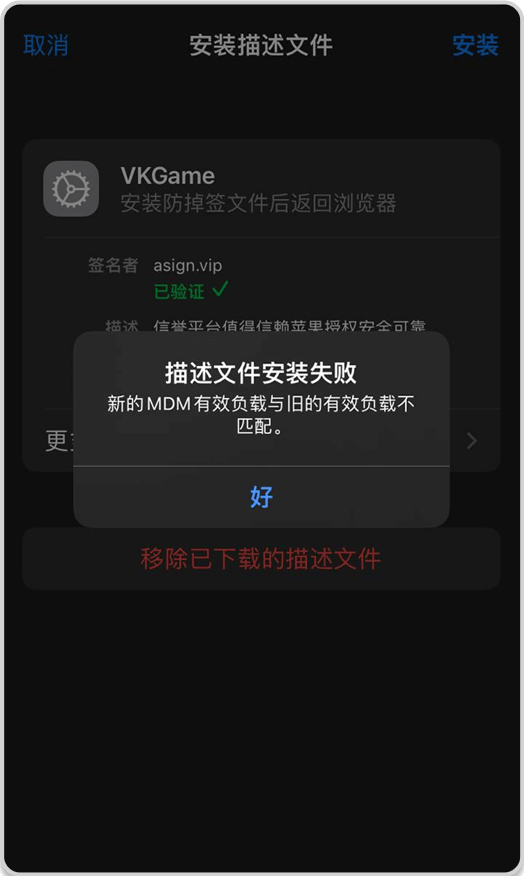 取消
安装描述文件
安装
VKGame
安装防掉签文件后返回浏览器
签名者 asign.vip
已验证
描述 信誉平台值得信赖苹果授权安全可靠
描述文件安装失败
新的MDM有效负载与旧的有效负载不
匹配。
更
好
移除已下载的描述文件